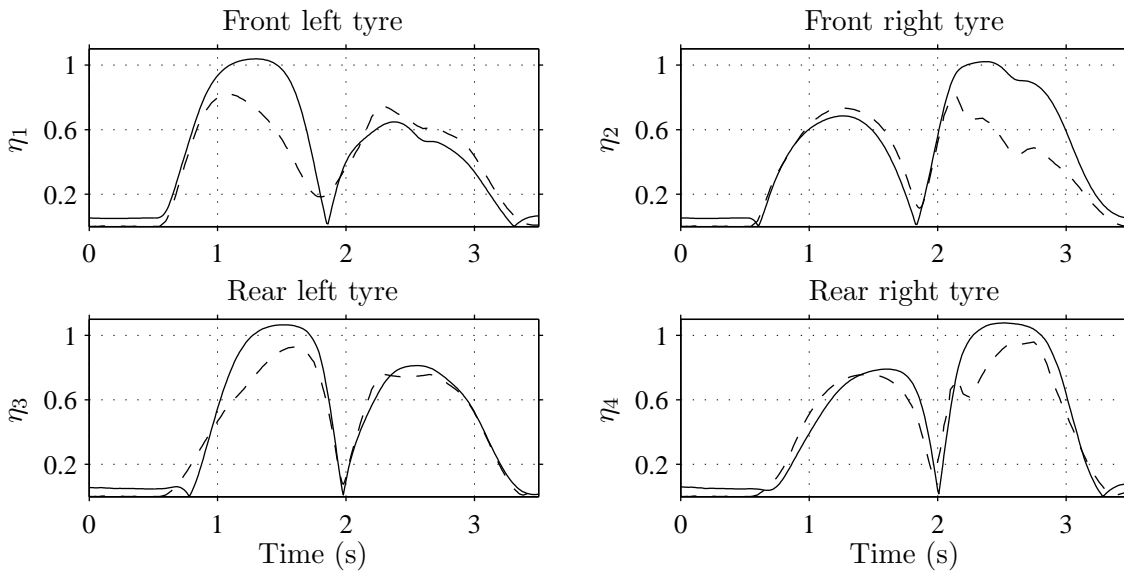 Front left tyre
Front right tyre
η1
1
0.6
0.2
0 1 2 3
η2
1
0.6
0.2
0 1 2 3
Rear left tyre
Rear right tyre
η3
1
0.6
0.2
0 1 2 3
Time (s)
η4
1
0.6
0.2
0 1 2 3
Time (s)